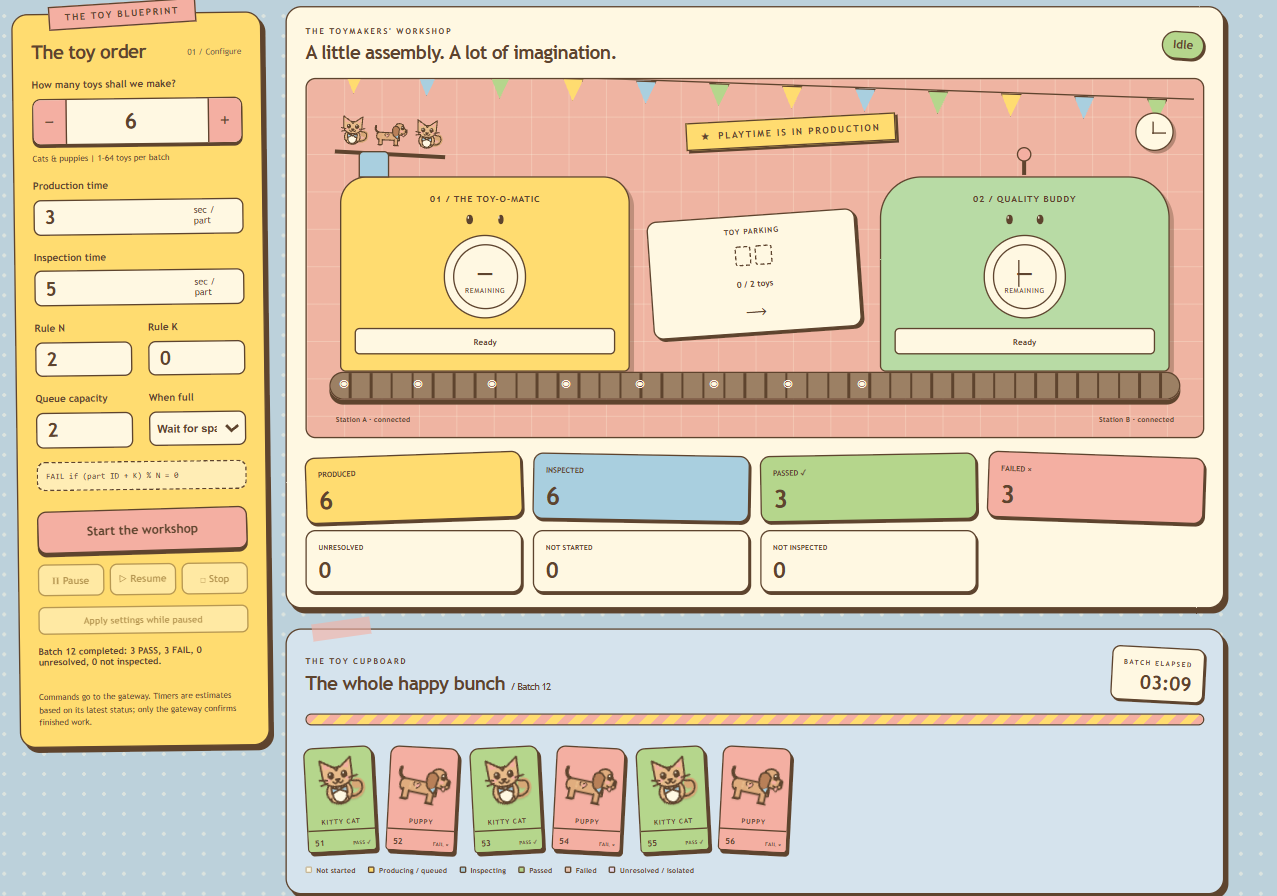 THE TOY BLUEPRINT
The toy order
01 / Configure
How many toys shall we make?
− 6 +
Cats & puppies | 1-64 toys per batch
Production time
3 sec /
part
Inspection time
5 sec /
part
Rule N Rule K
2 0
Queue capacity When full
2 Wait for spa
FAIL if (part ID + K) % N = 0
Start the workshop
Pause ▷ Resume □ Stop
Apply settings while paused
Batch 12 completed: 3 PASS, 3 FAIL, 0
unresolved, 0 not inspected.
Commands go to the gateway. Timers are estimates
based on its latest status; only the gateway confirms
finished work.
THE TOYMAKERS' WORKSHOP
A little assembly. A lot of imagination.
Idle
★ PLAYTIME IS IN PRODUCTION
01 / THE TOY-O-MATIC
—
REMAINING
Ready
TOY PARKING
0 / 2 toys
⟶
02 / QUALITY BUDDY
—
REMAINING
Ready
Station A · connected
Station B · connected
PRODUCED
6
INSPECTED
6
PASSED ✓
3
FAILED ×
3
UNRESOLVED
0
NOT STARTED
0
NOT INSPECTED
0
THE TOY CUPBOARD
The whole happy bunch / Batch 12
BATCH ELAPSED
03:09
KITTY CAT
51 PASS ✓
PUPPY
52 FAIL ×
KITTY CAT
53 PASS ✓
PUPPY
54 FAIL ×
KITTY CAT
55 PASS ✓
PUPPY
56 FAIL ×
Not started Producing / queued Inspecting Passed Failed Unresolved / isolated